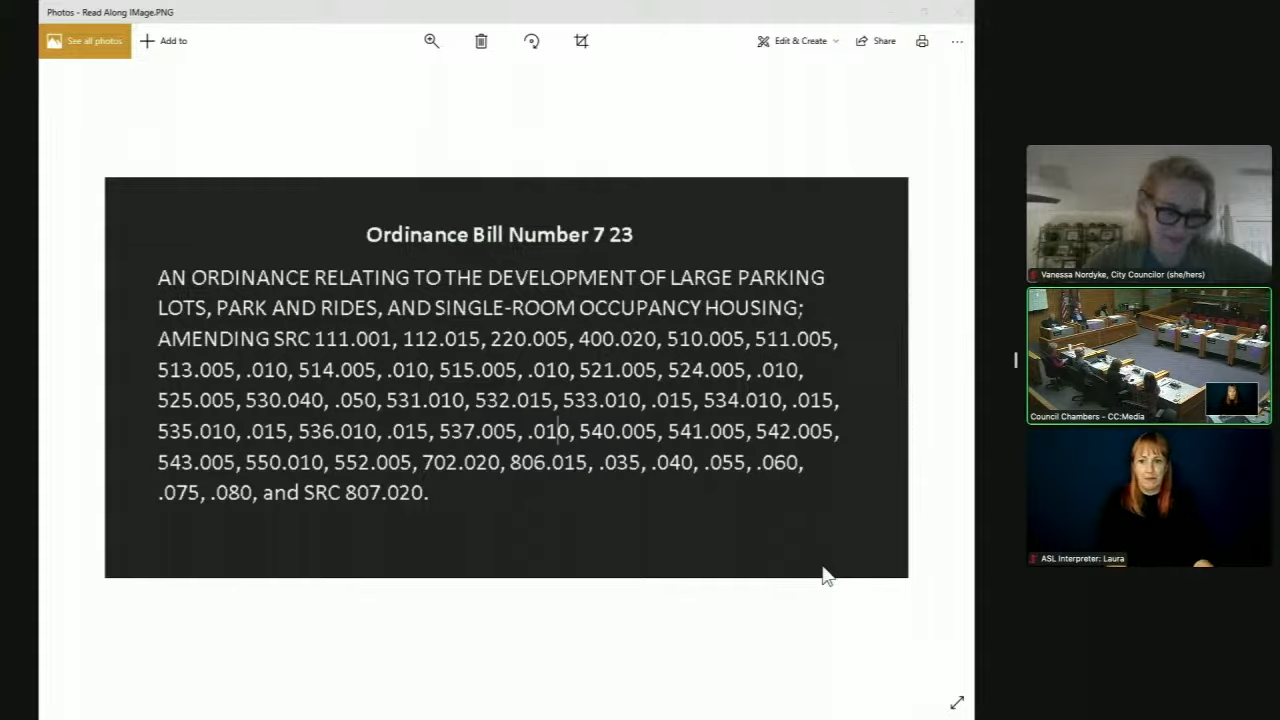 Photos - Read Along IMage.PNG
See all photos
Add to
Edit & Create
Share
Ordinance Bill Number 7 23
AN ORDINANCE RELATING TO THE DEVELOPMENT OF LARGE PARKING
LOTS, PARK AND RIDES, AND SINGLE-ROOM OCCUPANCY HOUSING;
AMENDING SRC 111.001, 112.015, 220.005, 400.020, 510.005, 511.005,
513.005, .010, 514.005, .010, 515.005, .010, 521.005, 524.005, .010,
525.005, 530.040, .050, 531.010, 532.015, 533.010, .015, 534.010, .015,
535.010, .015, 536.010, .015, 537.005, .010, 540.005, 541.005, 542.005,
543.005, 550.010, 552.005, 702.020, 806.015, .035, .040, .055, .060,
.075, .080, and SRC 807.020.
Vanessa Nordyke, City Councilor (she/hers)
Council Chambers - CC:Media
ASL Interpreter: Laura